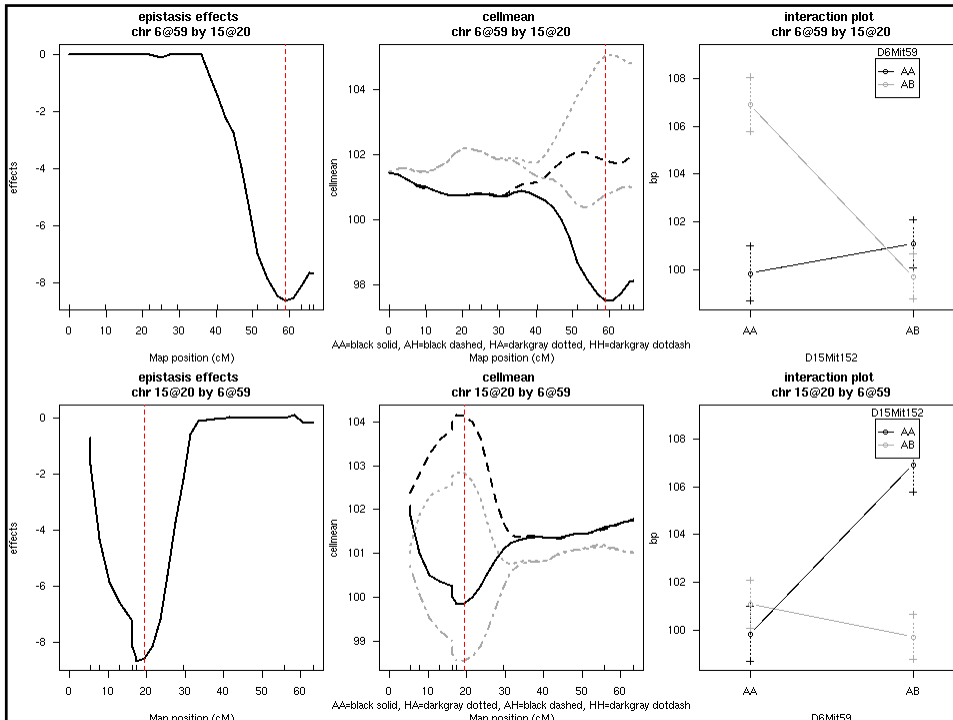 epistasis effects
chr 6@59 by 15@20
cellmean
chr 6@59 by 15@20
interaction plot
chr 6@59 by 15@20
effects
0
-2
-4
-6
-8
0 10 20 30 40 50 60
Map position (cM)
cellmean
104
102
100
98
0 10 20 30 40 50 60
AA=black solid, AH=black dashed, HA=darkgray dotted, HH=darkgray dotdash
Map position (cM)
bp
108
106
104
102
100
D6Mit59
AA
AB
AA AB
D15Mit152
epistasis effects
chr 15@20 by 6@59
cellmean
chr 15@20 by 6@59
interaction plot
chr 15@20 by 6@59
effects
0
-2
-4
-6
-8
0 10 20 30 40 50 60
Map position (cM)
cellmean
104
103
102
101
100
99
0 10 20 30 40 50 60
AA=black solid, HA=darkgray dotted, AH=black dashed, HH=darkgray dotdash
Map position (cM)
bp
108
106
104
102
100
D15Mit152
AA
AB
AA AB
D6Mit59